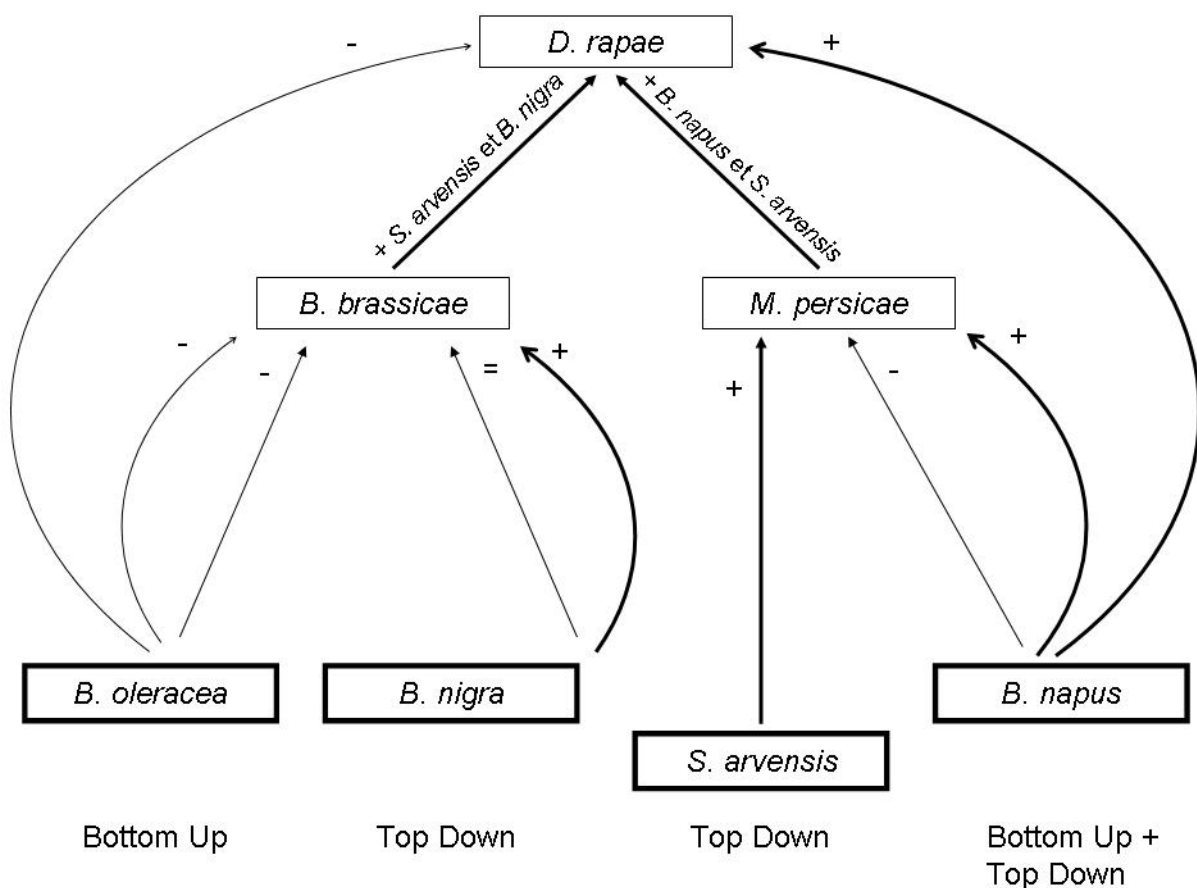 -
D. rapae
+
+ S. arvensis et B. nigra
+ B. napus et S. arvensis
B. brassicae
M. persicae
-
-
=
+
+
-
+
B. oleracea
B. nigra
B. napus
S. arvensis
Bottom Up
Top Down
Top Down
Bottom Up +
Top Down